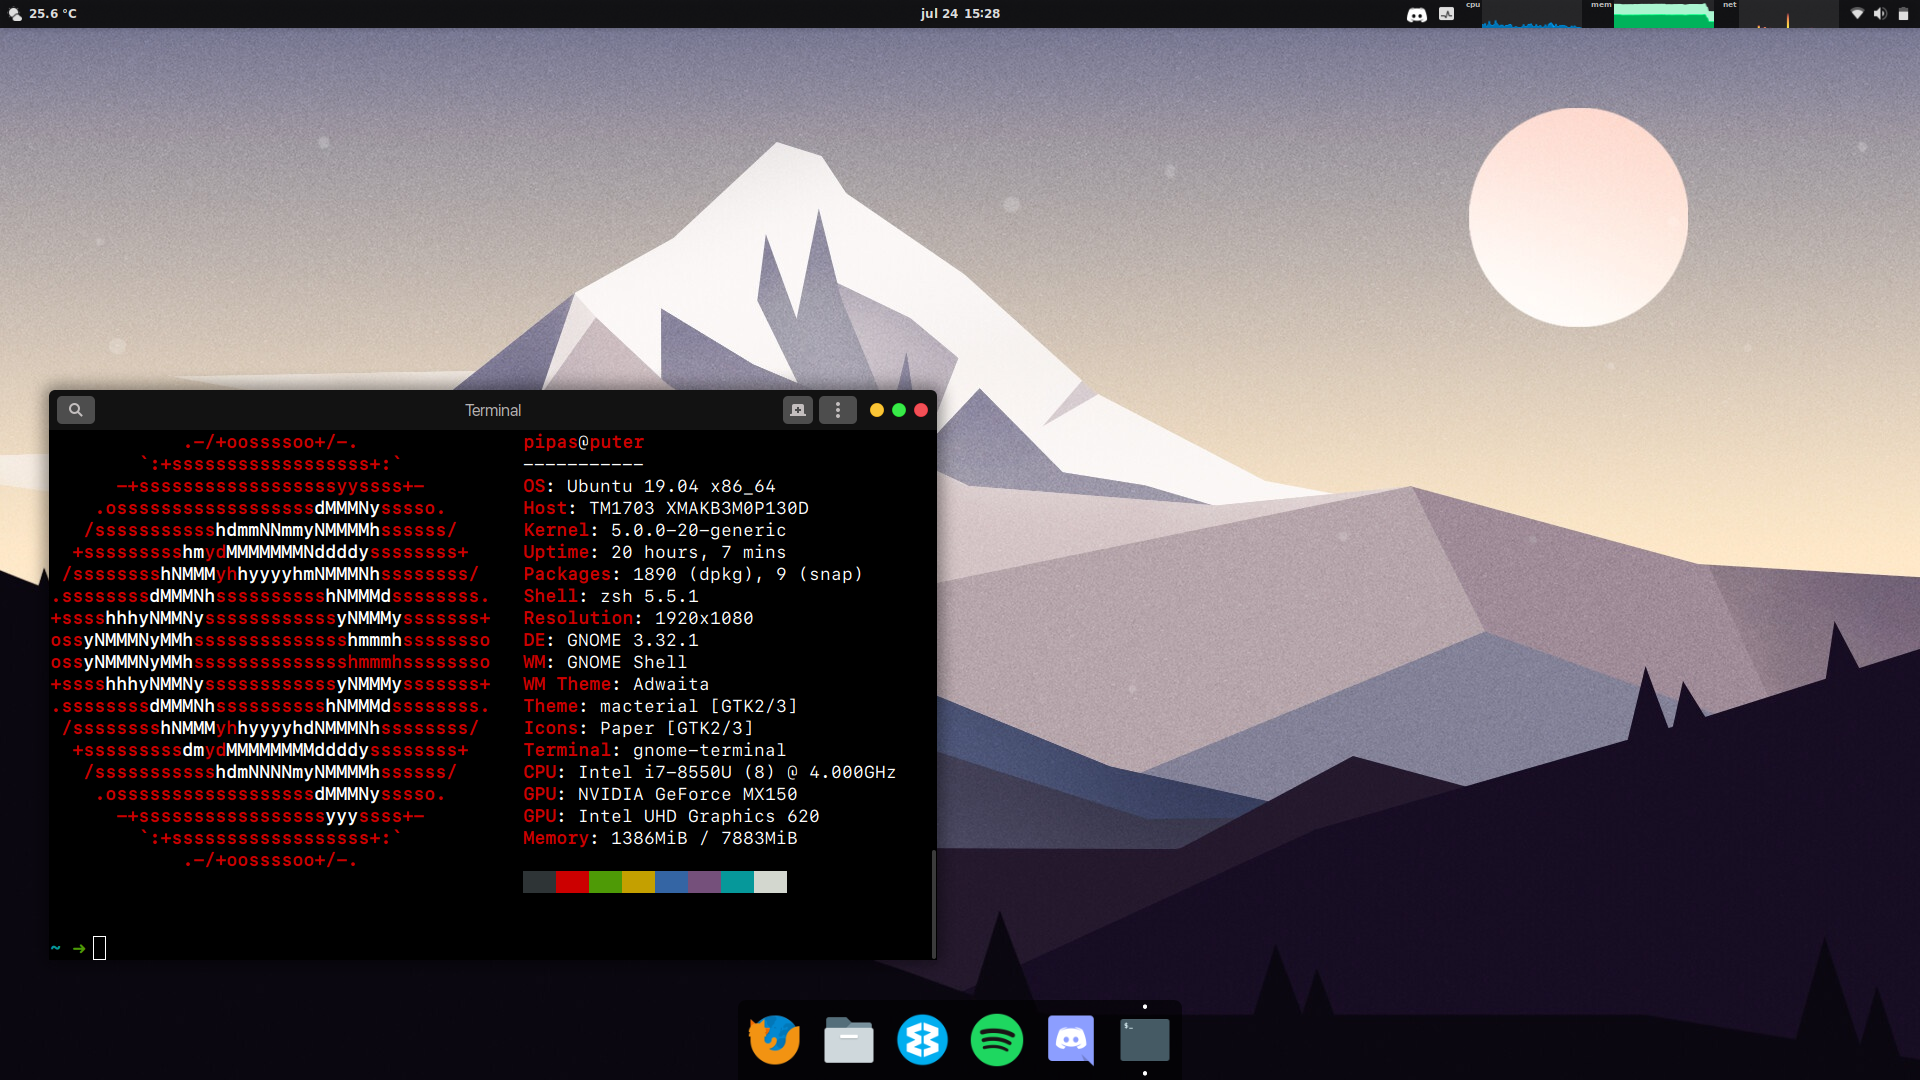 25.6 °C
jul 24 15:28
cpu
mem
net
Terminal
.-/+oossssoo+/-.
`:+ssssssssssssssssss+:`
-+ssssssssssssssssssyyssss+-
.ossssssssssssssssssdMMMNysssso.
/ssssssssssshdmmNNmmyNMMMMhssssss/
+ssssssssshmydMMMMMMMNddddyssssssss+
/sssssssshNMMMyhhyyyyhmNMMMNhssssssss/
.ssssssssdMMMNhsssssssssshNMMMdssssssss.
+sssshhhyNMMNyssssssssssssyNMMMysssssss+
ossyNMMMNyMMhsssssssssssssshmmmhssssssso
ossyNMMMNyMMhsssssssssssssshmmmhssssssso
+sssshhhyNMMNyssssssssssssyNMMMysssssss+
.ssssssssdMMMNhsssssssssshNMMMdssssssss.
/sssssssshNMMMyhhyyyyhdNMMMNhssssssss/
+sssssssssdmydMMMMMMMMddddyssssssss+
/ssssssssssshdmNNNNmyNMMMMhssssss/
.ossssssssssssssssssdMMMNysssso.
-+sssssssssssssssssyyyssss+-
`:+ssssssssssssssssss+:`
.-/+oossssoo+/-.
pipas@puter
-----------
OS: Ubuntu 19.04 x86_64
Host: TM1703 XMAKB3M0P130D
Kernel: 5.0.0-20-generic
Uptime: 20 hours, 7 mins
Packages: 1890 (dpkg), 9 (snap)
Shell: zsh 5.5.1
Resolution: 1920x1080
DE: GNOME 3.32.1
WM: GNOME Shell
WM Theme: Adwaita
Theme: macterial [GTK2/3]
Icons: Paper [GTK2/3]
Terminal: gnome-terminal
CPU: Intel i7-8550U (8) @ 4.000GHz
GPU: NVIDIA GeForce MX150
GPU: Intel UHD Graphics 620
Memory: 1386MiB / 7883MiB
~ ➜
$_